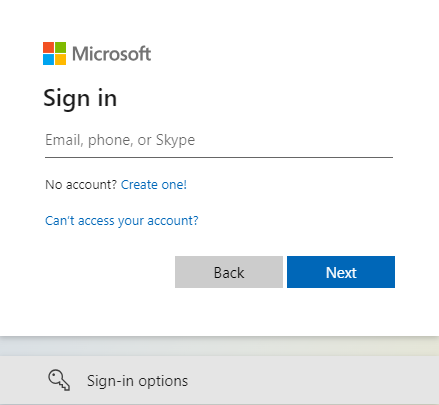 Microsoft
Sign in
Email, phone, or Skype
No account? Create one!
Can't access your account?
Back Next
Sign-in options